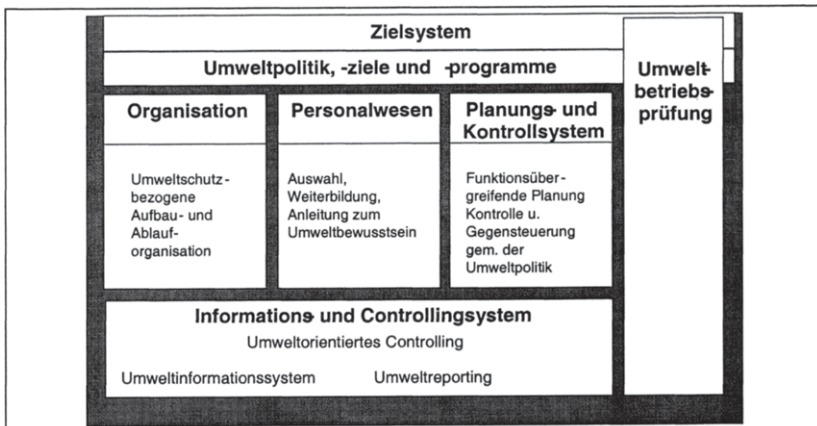 Zielsystem
Umweltpolitik, -ziele und -programme
Umwelt-
betriebs-
prüfung
Organisation
Umweltschutz-
bezogene
Aufbau- und
Ablauf-
organisation
Personalwesen
Auswahl,
Weiterbildung,
Anleitung zum
Umweltbewusstsein
Planungs- und
Kontrollsystem
Funktionsüber-
greifende Planung
Kontrolle u.
Gegensteuerung
gem. der
Umweltpolitik
Informations- und Controllingsystem
Umweltorientiertes Controlling
Umweltinformationssystem Umweltreporting